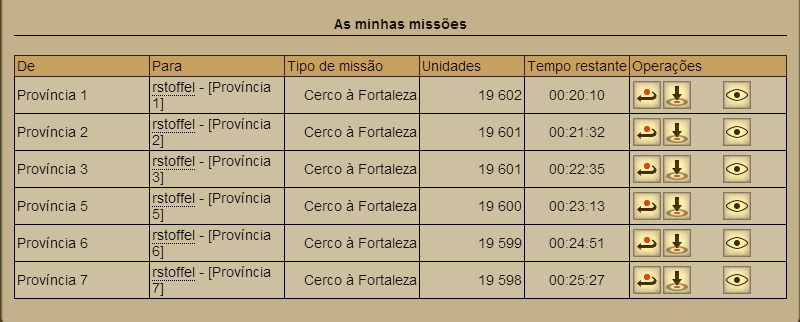 As minhas missões
De Para Tipo de missão Unidades Tempo restante Operações
Província 1 rstoffel - [Província 1] Cerco à Fortaleza 19 602 00:20:10
Província 2 rstoffel - [Província 2] Cerco à Fortaleza 19 601 00:21:32
Província 3 rstoffel - [Província 3] Cerco à Fortaleza 19 601 00:22:35
Província 5 rstoffel - [Província 5] Cerco à Fortaleza 19 600 00:23:13
Província 6 rstoffel - [Província 6] Cerco à Fortaleza 19 599 00:24:51
Província 7 rstoffel - [Província 7] Cerco à Fortaleza 19 598 00:25:27